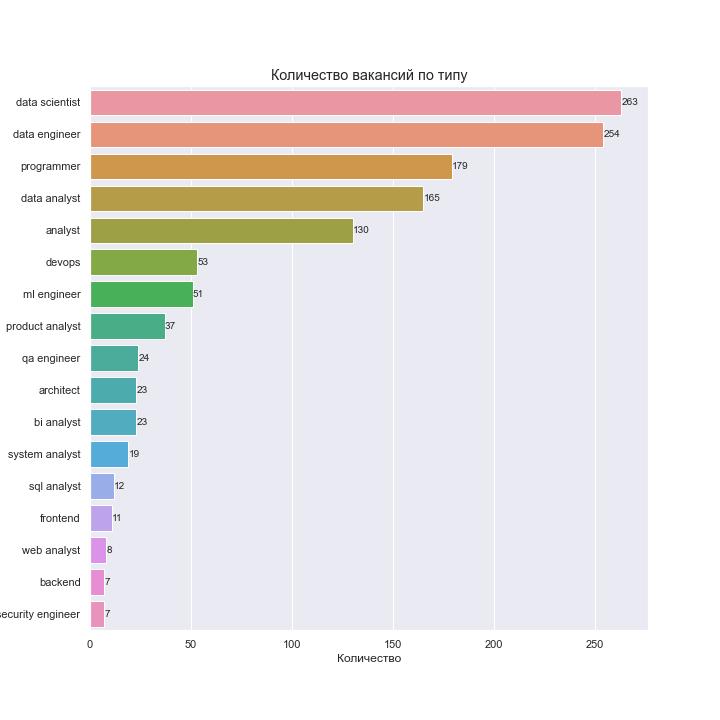 Количество вакансий по типу
data scientist 263
data engineer 254
programmer 179
data analyst 165
analyst 130
devops 53
ml engineer 51
product analyst 37
qa engineer 24
architect 23
bi analyst 23
system analyst 19
sql analyst 12
frontend 11
web analyst 8
backend 7
security engineer 7
0 50 100 150 200 250
Количество